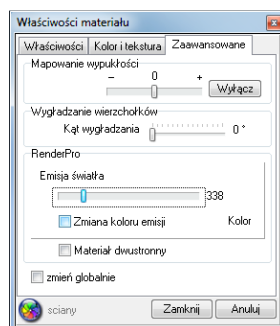 Właściwości materiału
Właściwości
Kolor i tekstura
Zaawansowane
Mapowanie wypukłości
– 0 +
Wyłącz
Wygładzanie wierzchołków
Kąt wygładzania 0 °
RenderPro
Emisja światła
338
Zmiana koloru emisji Kolor
Materiał dwustronny
zmień globalnie
sciany
Zamknij
Anuluj